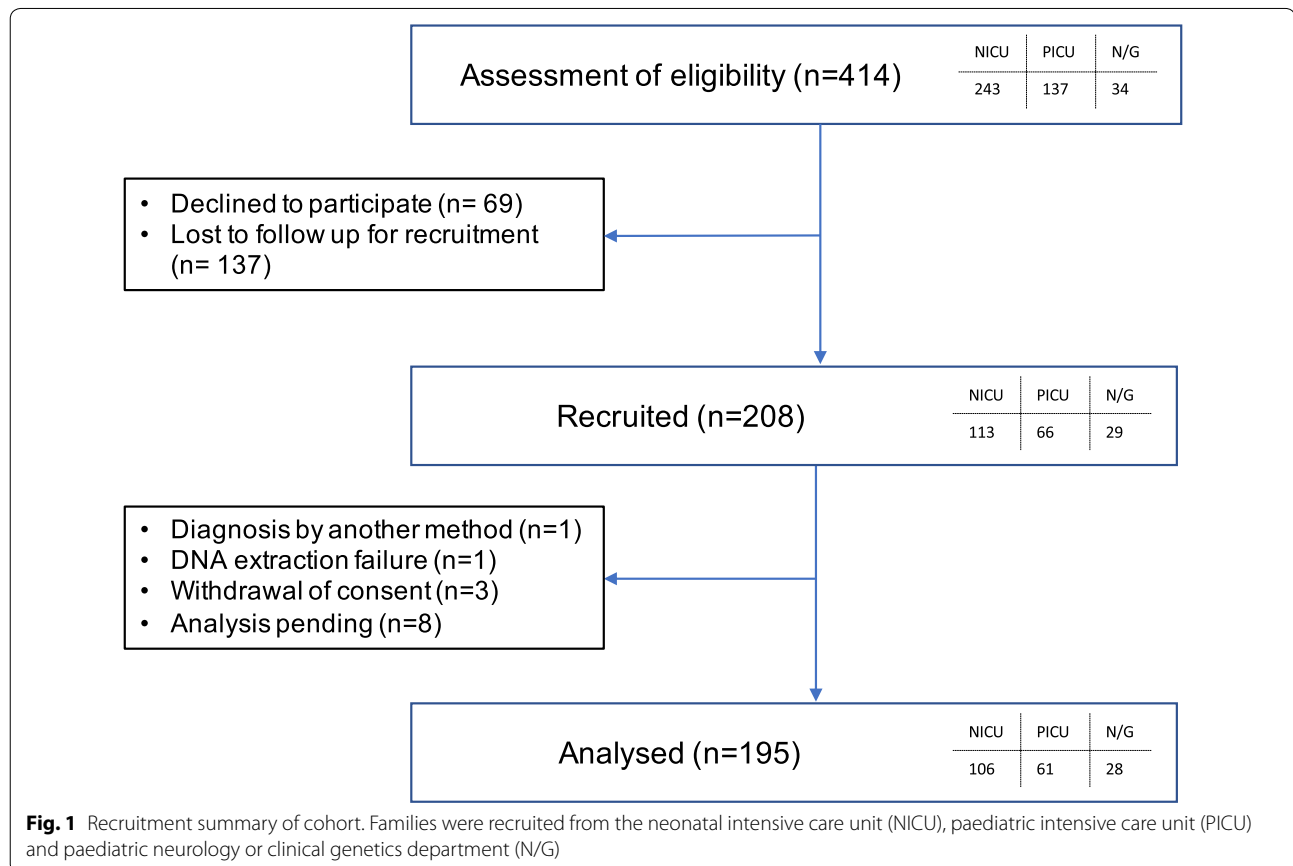 Assessment of eligibility (n=414)
NICU PICU N/G
243 137 34
• Declined to participate (n= 69)
• Lost to follow up for recruitment
(n= 137)
Recruited (n=208)
NICU PICU N/G
113 66 29
• Diagnosis by another method (n=1)
• DNA extraction failure (n=1)
• Withdrawal of consent (n=3)
• Analysis pending (n=8)
Analysed (n=195)
NICU PICU N/G
106 61 28
Fig. 1 Recruitment summary of cohort. Families were recruited from the neonatal intensive care unit (NICU), paediatric intensive care unit (PICU)
and paediatric neurology or clinical genetics department (N/G)